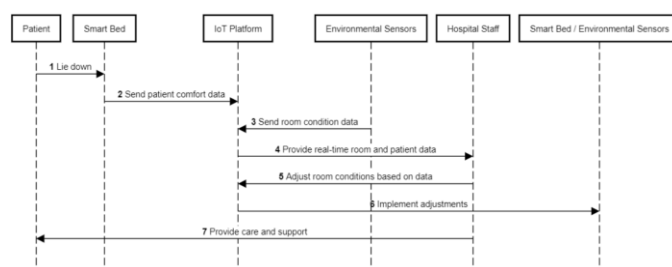 Patient
Smart Bed
IoT Platform
Environmental Sensors
Hospital Staff
Smart Bed / Environmental Sensors
1 Lie down
2 Send patient comfort data
3 Send room condition data
4 Provide real-time room and patient data
5 Adjust room conditions based on data
6 Implement adjustments
7 Provide care and support